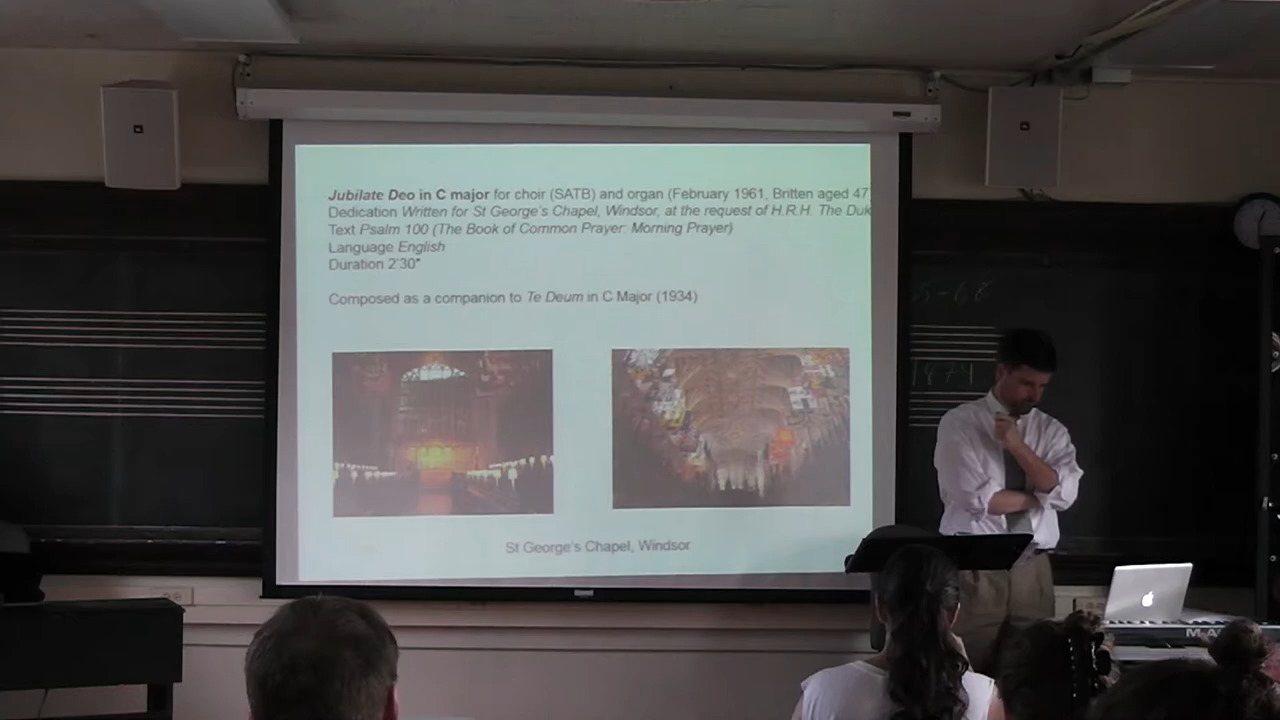 Jubilate Deo in C major for choir (SATB) and organ (February 1961, Britten aged 47
Dedication Written for St George's Chapel, Windsor, at the request of H.R.H. The Duk
Text Psalm 100 (The Book of Common Prayer: Morning Prayer)
Language English
Duration 2'30"
Composed as a companion to Te Deum in C Major (1934)
St George's Chapel, Windsor
1874